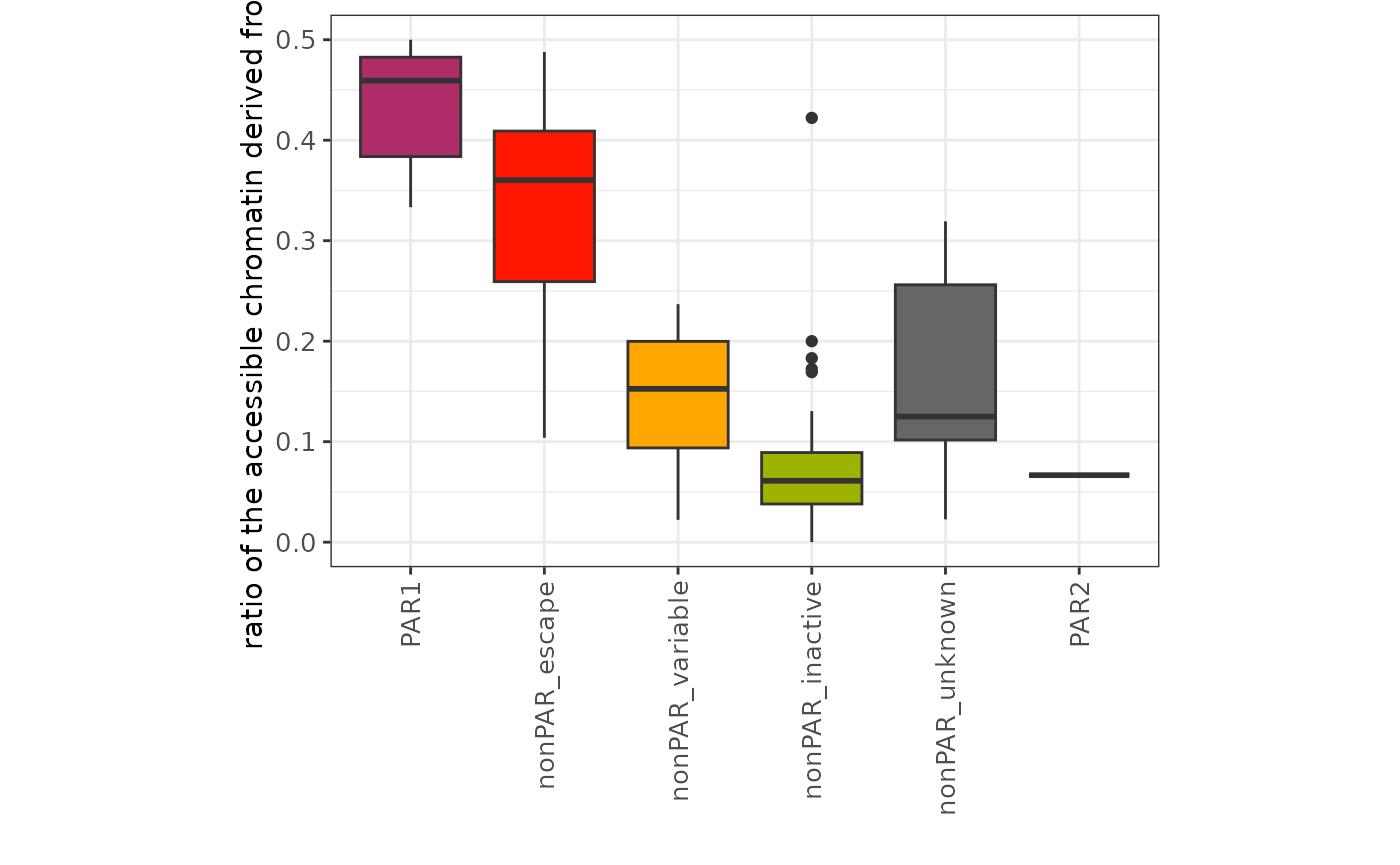 ratio of the accessible chromatin derived fro
0.5
0.4
0.3
0.2
0.1
0.0
PAR1
nonPAR_escape
nonPAR_variable
nonPAR_inactive
nonPAR_unknown
PAR2